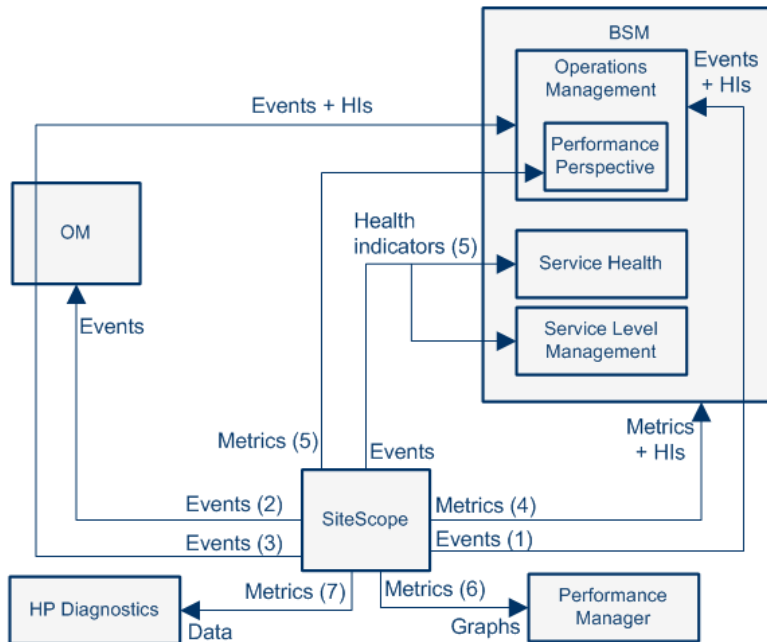 BSM
Operations
Management
Events
+ HIs
Events + HIs
Performance
Perspective
OM
Health
indicators (5)
Service Health
Events
Service Level
Management
Metrics (5)
Events
Metrics
+ HIs
Events (2)
SiteScope
Metrics (4)
Events (3)
Events (1)
HP Diagnostics
Metrics (7)
Data
Metrics (6)
Graphs
Performance
Manager